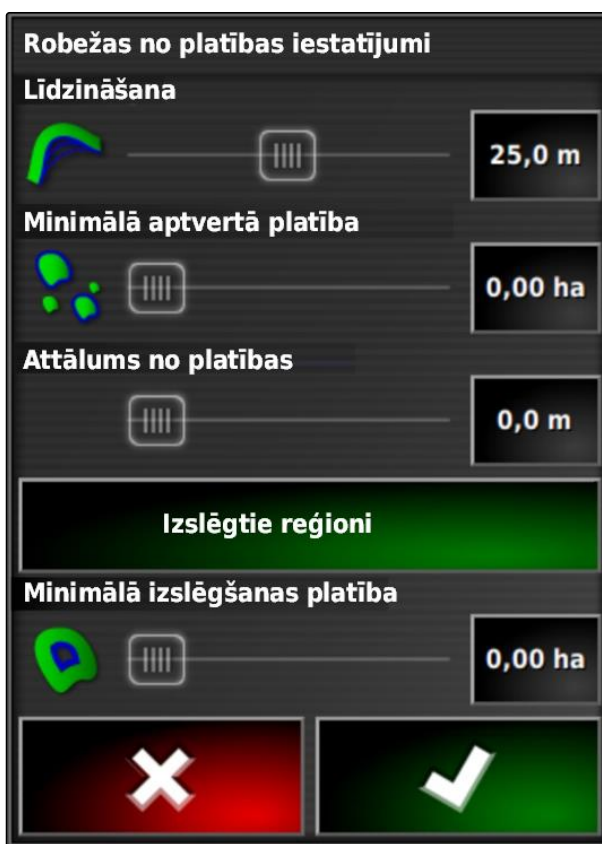 Robežas no platības iestatījumi
Līdzināšana
25,0 m
Minimālā aptvertā platība
0,00 ha
Attālums no platības
0,0 m
Izslēgtie reģioni
Minimālā izslēgšanas platība
0,00 ha